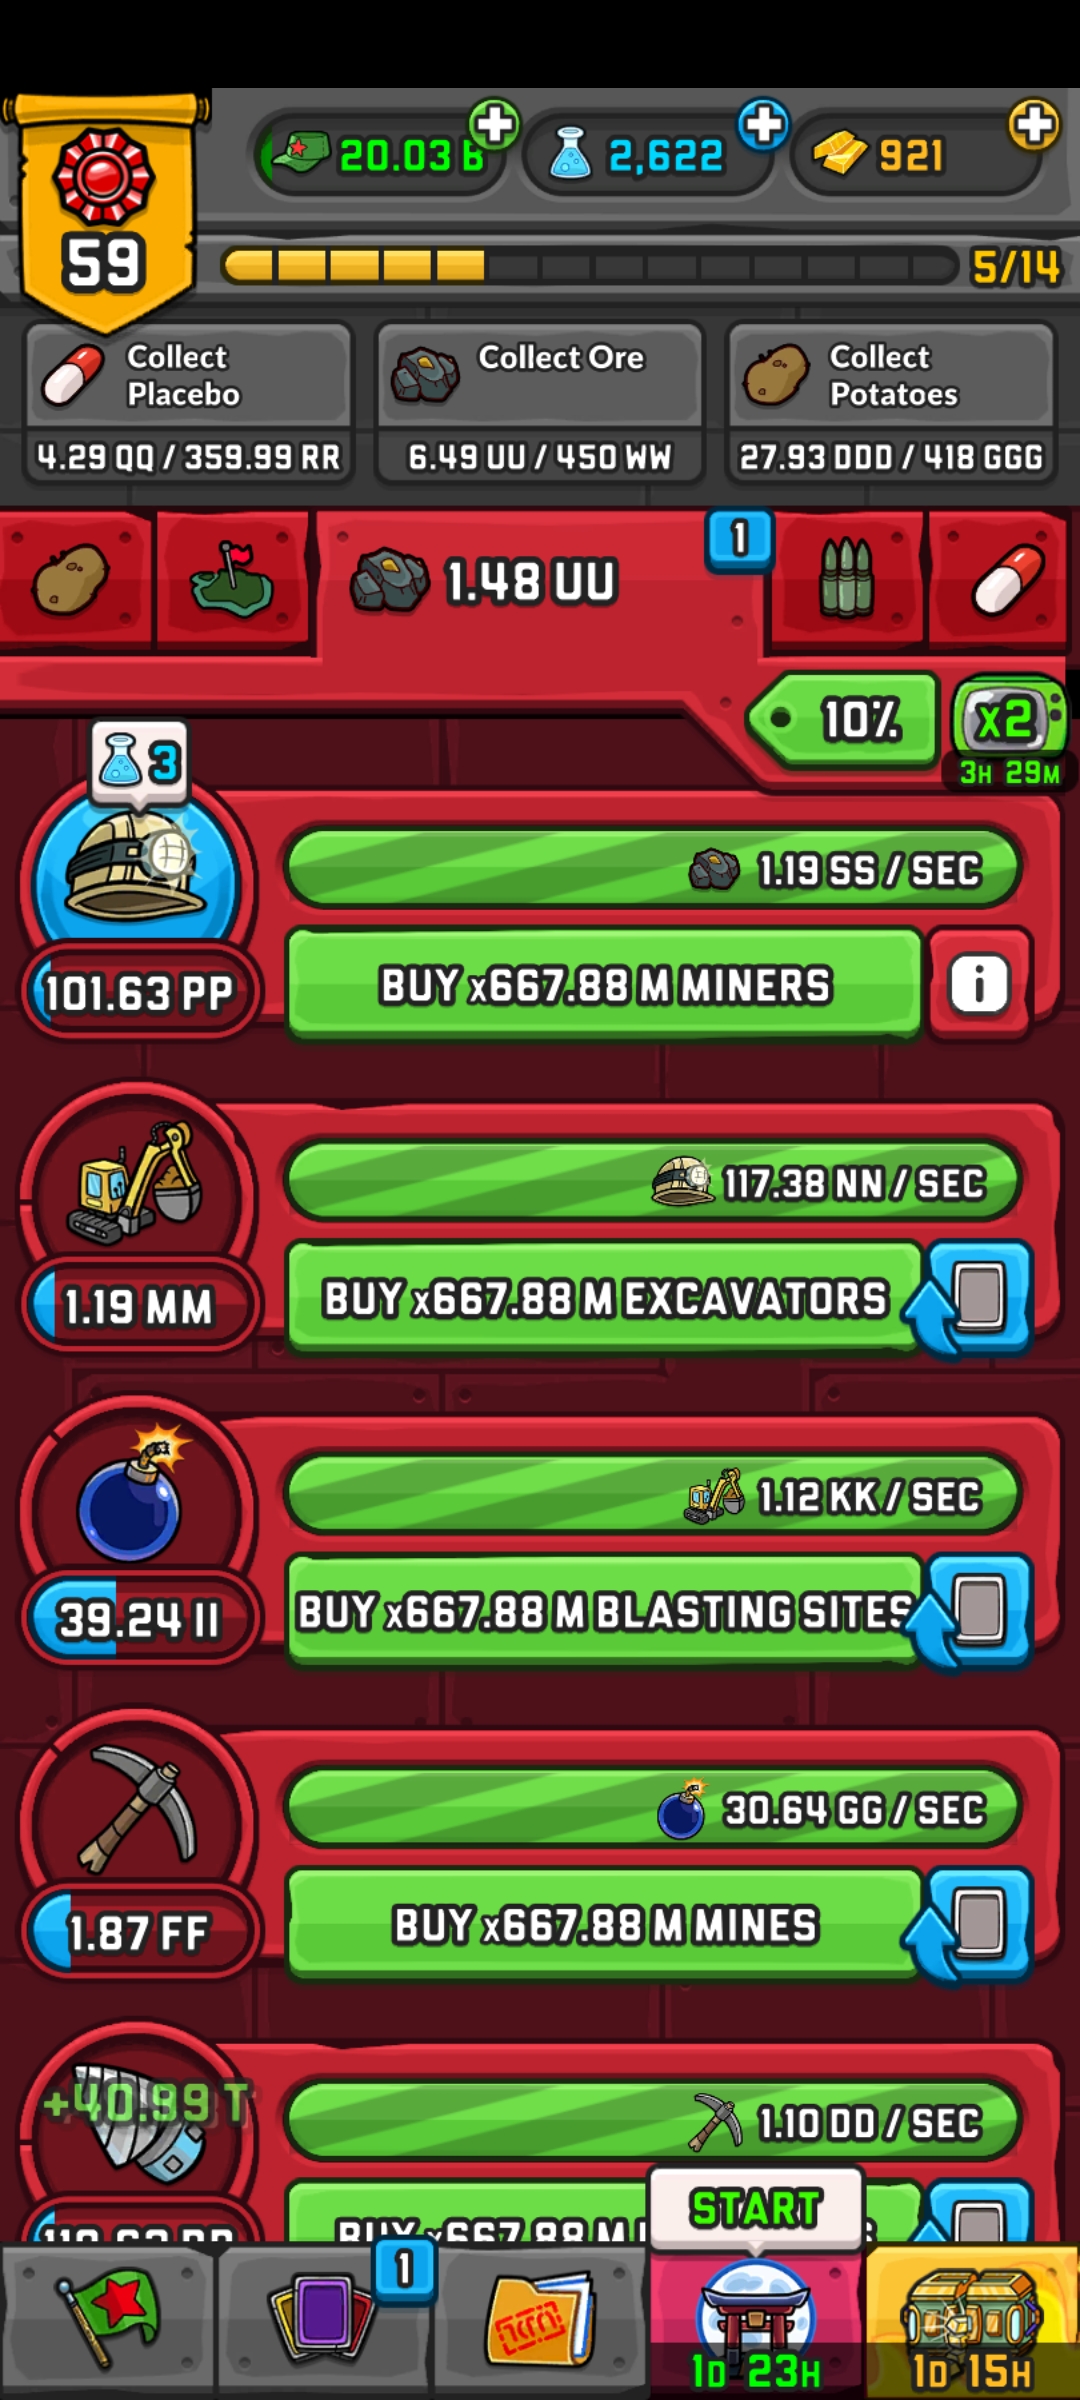 59
20.03 B
2,622
921
5/14
Collect
Placebo
4.29 QQ / 359.99 RR
Collect Ore
6.49 UU / 450 WW
Collect
Potatoes
27.93 DDD / 418 GGG
1.48 UU
1
10%
x2
3H 29M
3
1.19 SS / SEC
101.63 PP
BUY x667.88 M MINERS
i
117.38 NN / SEC
1.19 MM
BUY x667.88 M EXCAVATORS
1.12 KK / SEC
39.24 II
BUY x667.88 M BLASTING SITES
30.64 GG / SEC
1.87 FF
BUY x667.88 M MINES
+40.99 T
1.10 DD / SEC
BUY x667.88 M
START
1
1D 23H
1D 15H